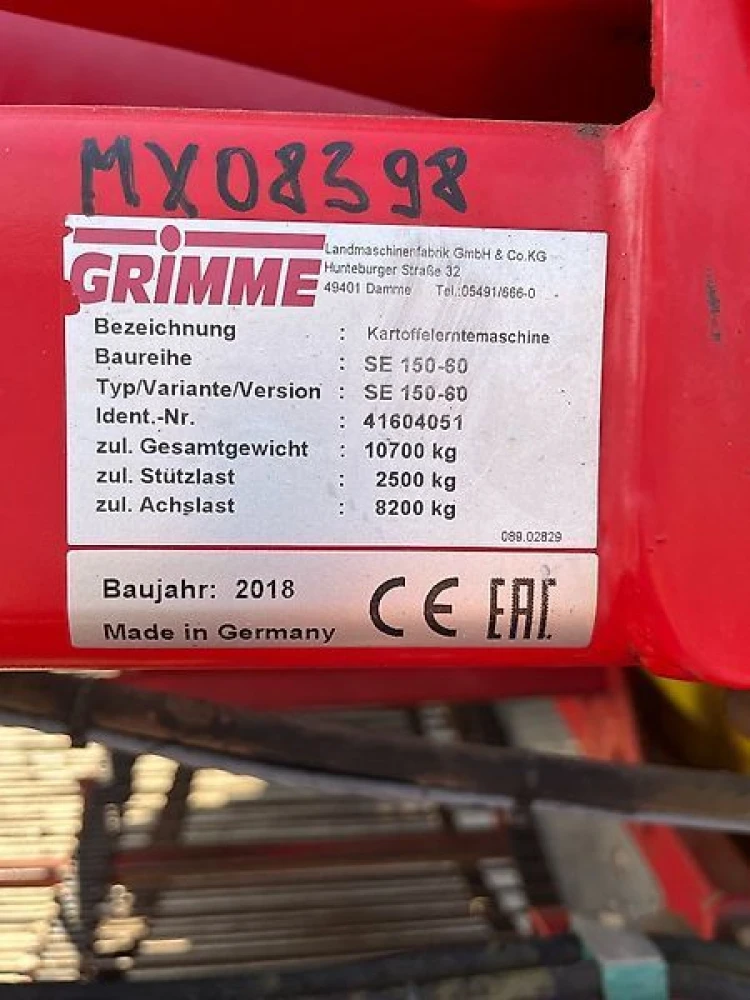 MX08398
GRIMME
Landmaschinenfabrik GmbH & Co.KG
Hunteburger Straße 32
49401 Damme Tel.:05491/666-0
Bezeichnung : Kartoffelerntemaschine
Baureihe : SE 150-60
Typ/Variante/Version : SE 150-60
Ident.-Nr. : 41604051
zul. Gesamtgewicht : 10700 kg
zul. Stützlast : 2500 kg
zul. Achslast : 8200 kg
089.02829
Baujahr: 2018
Made in Germany
CE EAC